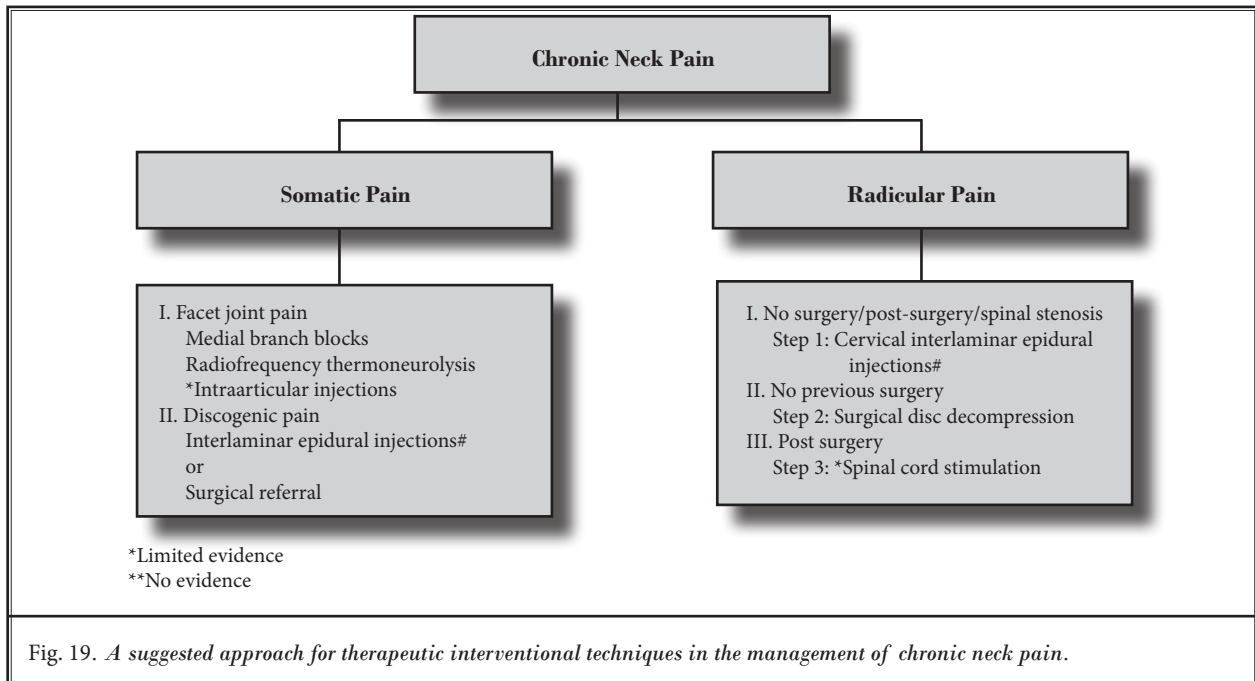 Chronic Neck Pain
Somatic Pain
Radicular Pain
I. Facet joint pain
Medial branch blocks
Radiofrequency thermoneurolysis
*Intraarticular injections
II. Discogenic pain
Interlaminar epidural injections#
or
Surgical referral
I. No surgery/post-surgery/spinal stenosis
Step 1: Cervical interlaminar epidural
injections#
II. No previous surgery
Step 2: Surgical disc decompression
III. Post surgery
Step 3: *Spinal cord stimulation
*Limited evidence
**No evidence
Fig. 19. A suggested approach for therapeutic interventional techniques in the management of chronic neck pain.